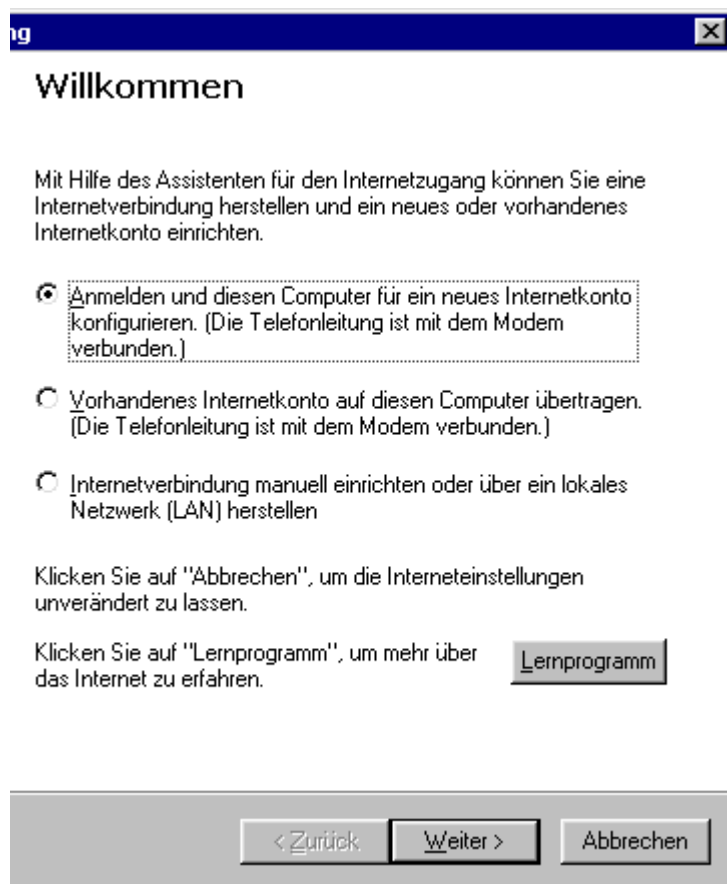 ng
Willkommen
Mit Hilfe des Assistenten für den Internetzugang können Sie eine
Internetverbindung herstellen und ein neues oder vorhandenes
Internetkonto einrichten.
Anmelden und diesen Computer für ein neues Internetkonto
konfigurieren. (Die Telefonleitung ist mit dem Modem
verbunden.)
Vorhandenes Internetkonto auf diesen Computer übertragen.
(Die Telefonleitung ist mit dem Modem verbunden.)
Internetverbindung manuell einrichten oder über ein lokales
Netzwerk (LAN) herstellen
Klicken Sie auf "Abbrechen", um die Interneteinstellungen
unverändert zu lassen.
Klicken Sie auf "Lernprogramm", um mehr über
das Internet zu erfahren.
Lernprogramm
< Zurück
Weiter >
Abbrechen